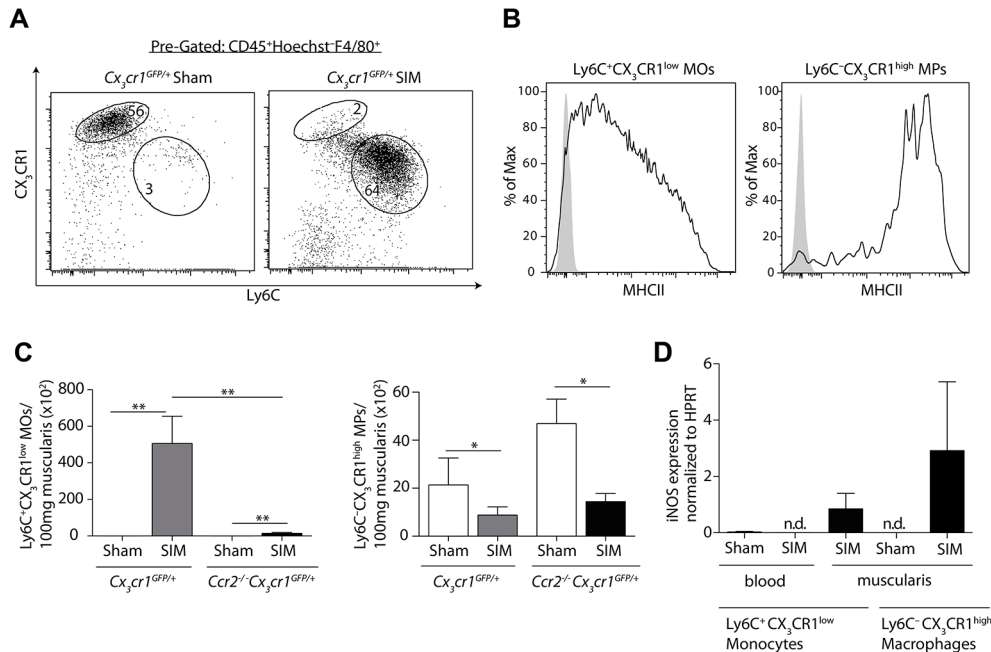 A
Pre-Gated: CD45⁺Hoechst⁻F4/80⁺
Cx₃cr1ᴳᶠᴾ/⁺ Sham
Cx₃cr1ᴳᶠᴾ/⁺ SIM
56
3
2
64
CX₃CR1
Ly6C
B
Ly6C⁺CX₃CR1ˡᵒʷ MOs
Ly6C⁻CX₃CR1ʰⁱᵍʰ MPs
% of Max
100
80
60
40
20
0
MHCII
% of Max
100
80
60
40
20
0
MHCII
C
Ly6C⁺CX₃CR1ˡᵒʷ MOs/
100mg muscularis (x10²)
800
600
400
200
0
**
**
**
Sham SIM Sham SIM
Cx₃cr1ᴳᶠᴾ/⁺ Ccr2⁻/⁻Cx₃cr1ᴳᶠᴾ/⁺
Ly6C⁻CX₃CR1ʰⁱᵍʰ MPs/
100mg muscularis (x10²)
60
40
20
0
*
*
Sham SIM Sham SIM
Cx₃cr1ᴳᶠᴾ/⁺ Ccr2⁻/⁻Cx₃cr1ᴳᶠᴾ/⁺
D
iNOS expression
normalized to HPRT
6
4
2
0
n.d.
n.d.
Sham SIM SIM Sham SIM
blood muscularis
Ly6C⁺CX₃CR1ˡᵒʷ
Monocytes
Ly6C⁻CX₃CR1ʰⁱᵍʰ
Macrophages